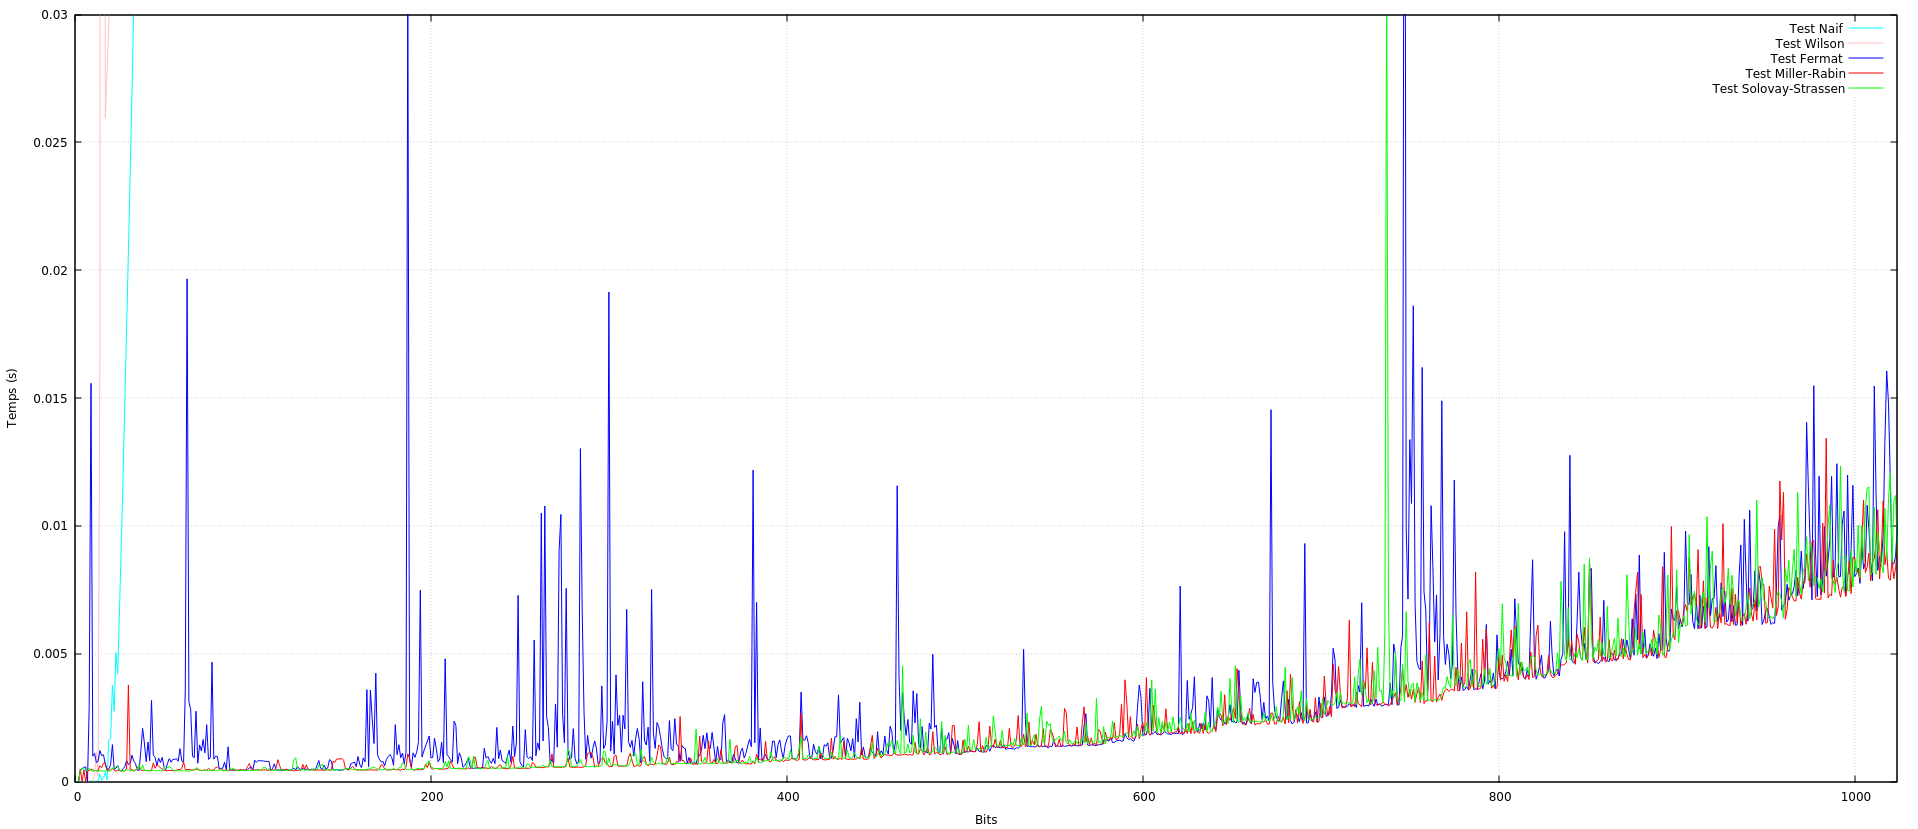 0.03
0.025
0.02
0.015
0.01
0.005
0
0
200
400
600
800
1000
Temps (s)
Bits
Test Naif
Test Wilson
Test Fermat
Test Miller-Rabin
Test Solovay-Strassen